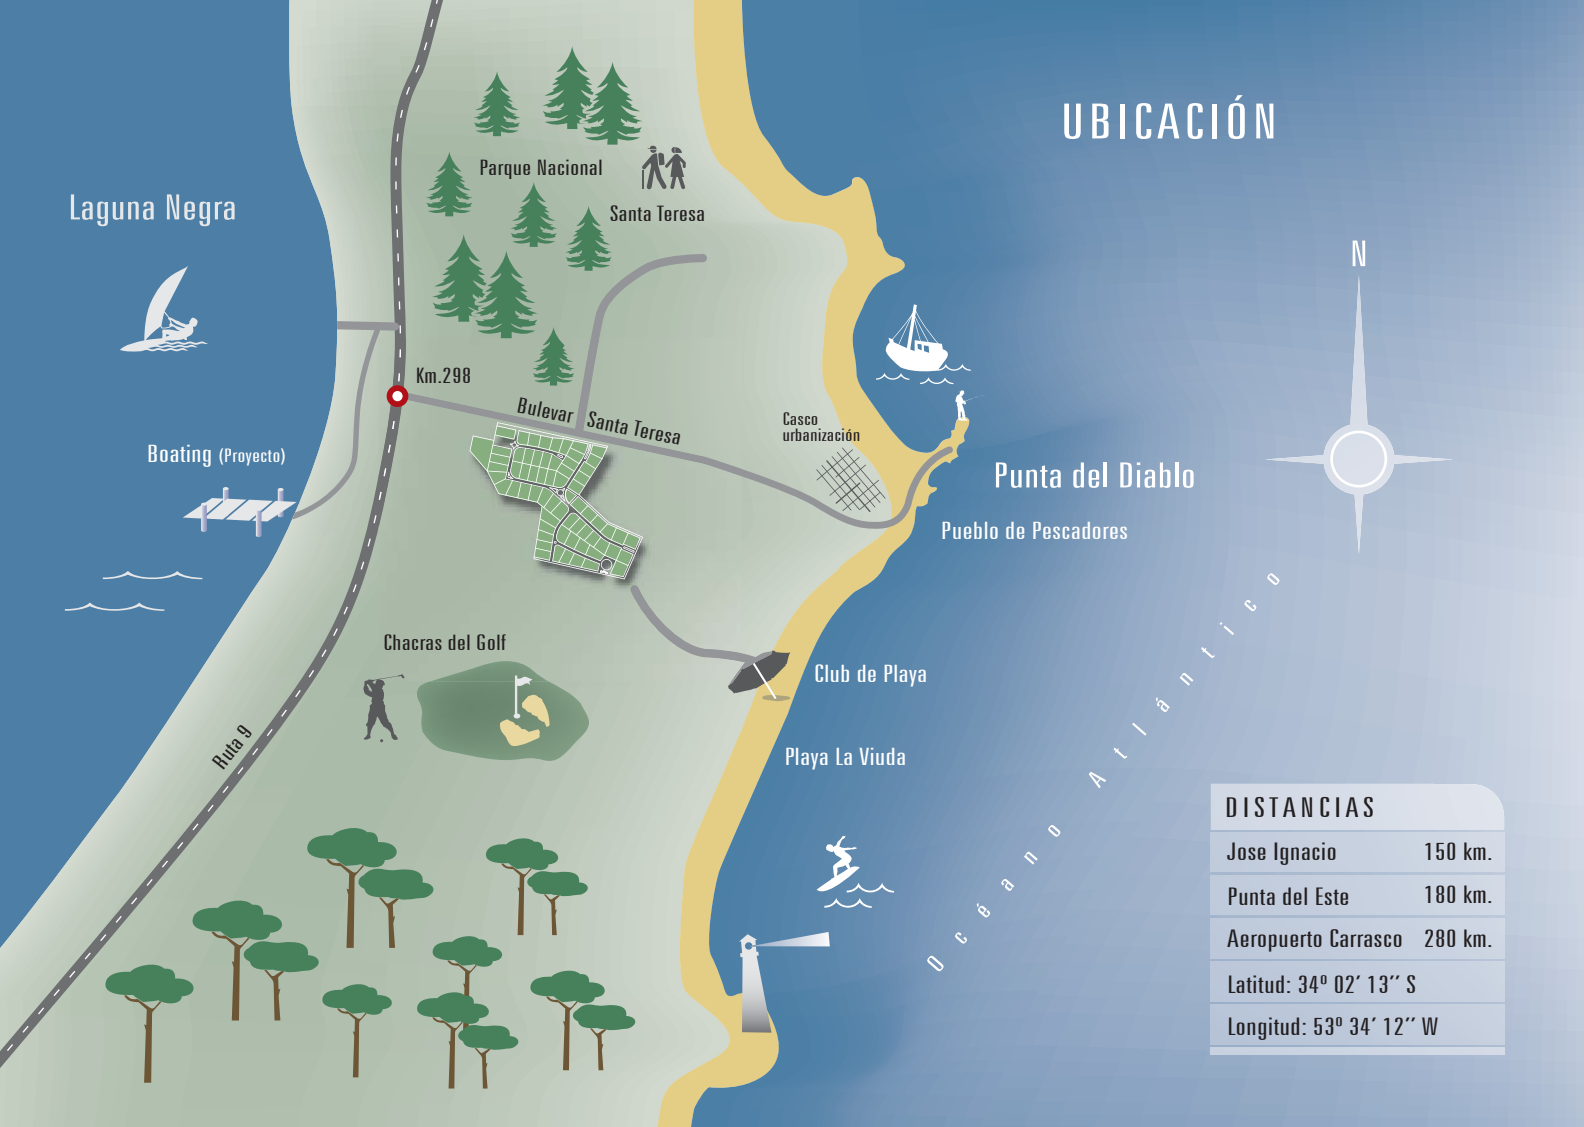 UBICACIÓN
Parque Nacional
Santa Teresa
Laguna Negra
N
Km.298
Bulevar Santa Teresa
Casco
urbanización
Boating (Proyecto)
Punta del Diablo
Pueblo de Pescadores
Chacras del Golf
Club de Playa
Ruta 9
Playa La Viuda
Océano Atlántico
DISTANCIAS
Jose Ignacio 150 km.
Punta del Este 180 km.
Aeropuerto Carrasco 280 km.
Latitud: 34º 02’ 13’’ S
Longitud: 53º 34’ 12’’ W